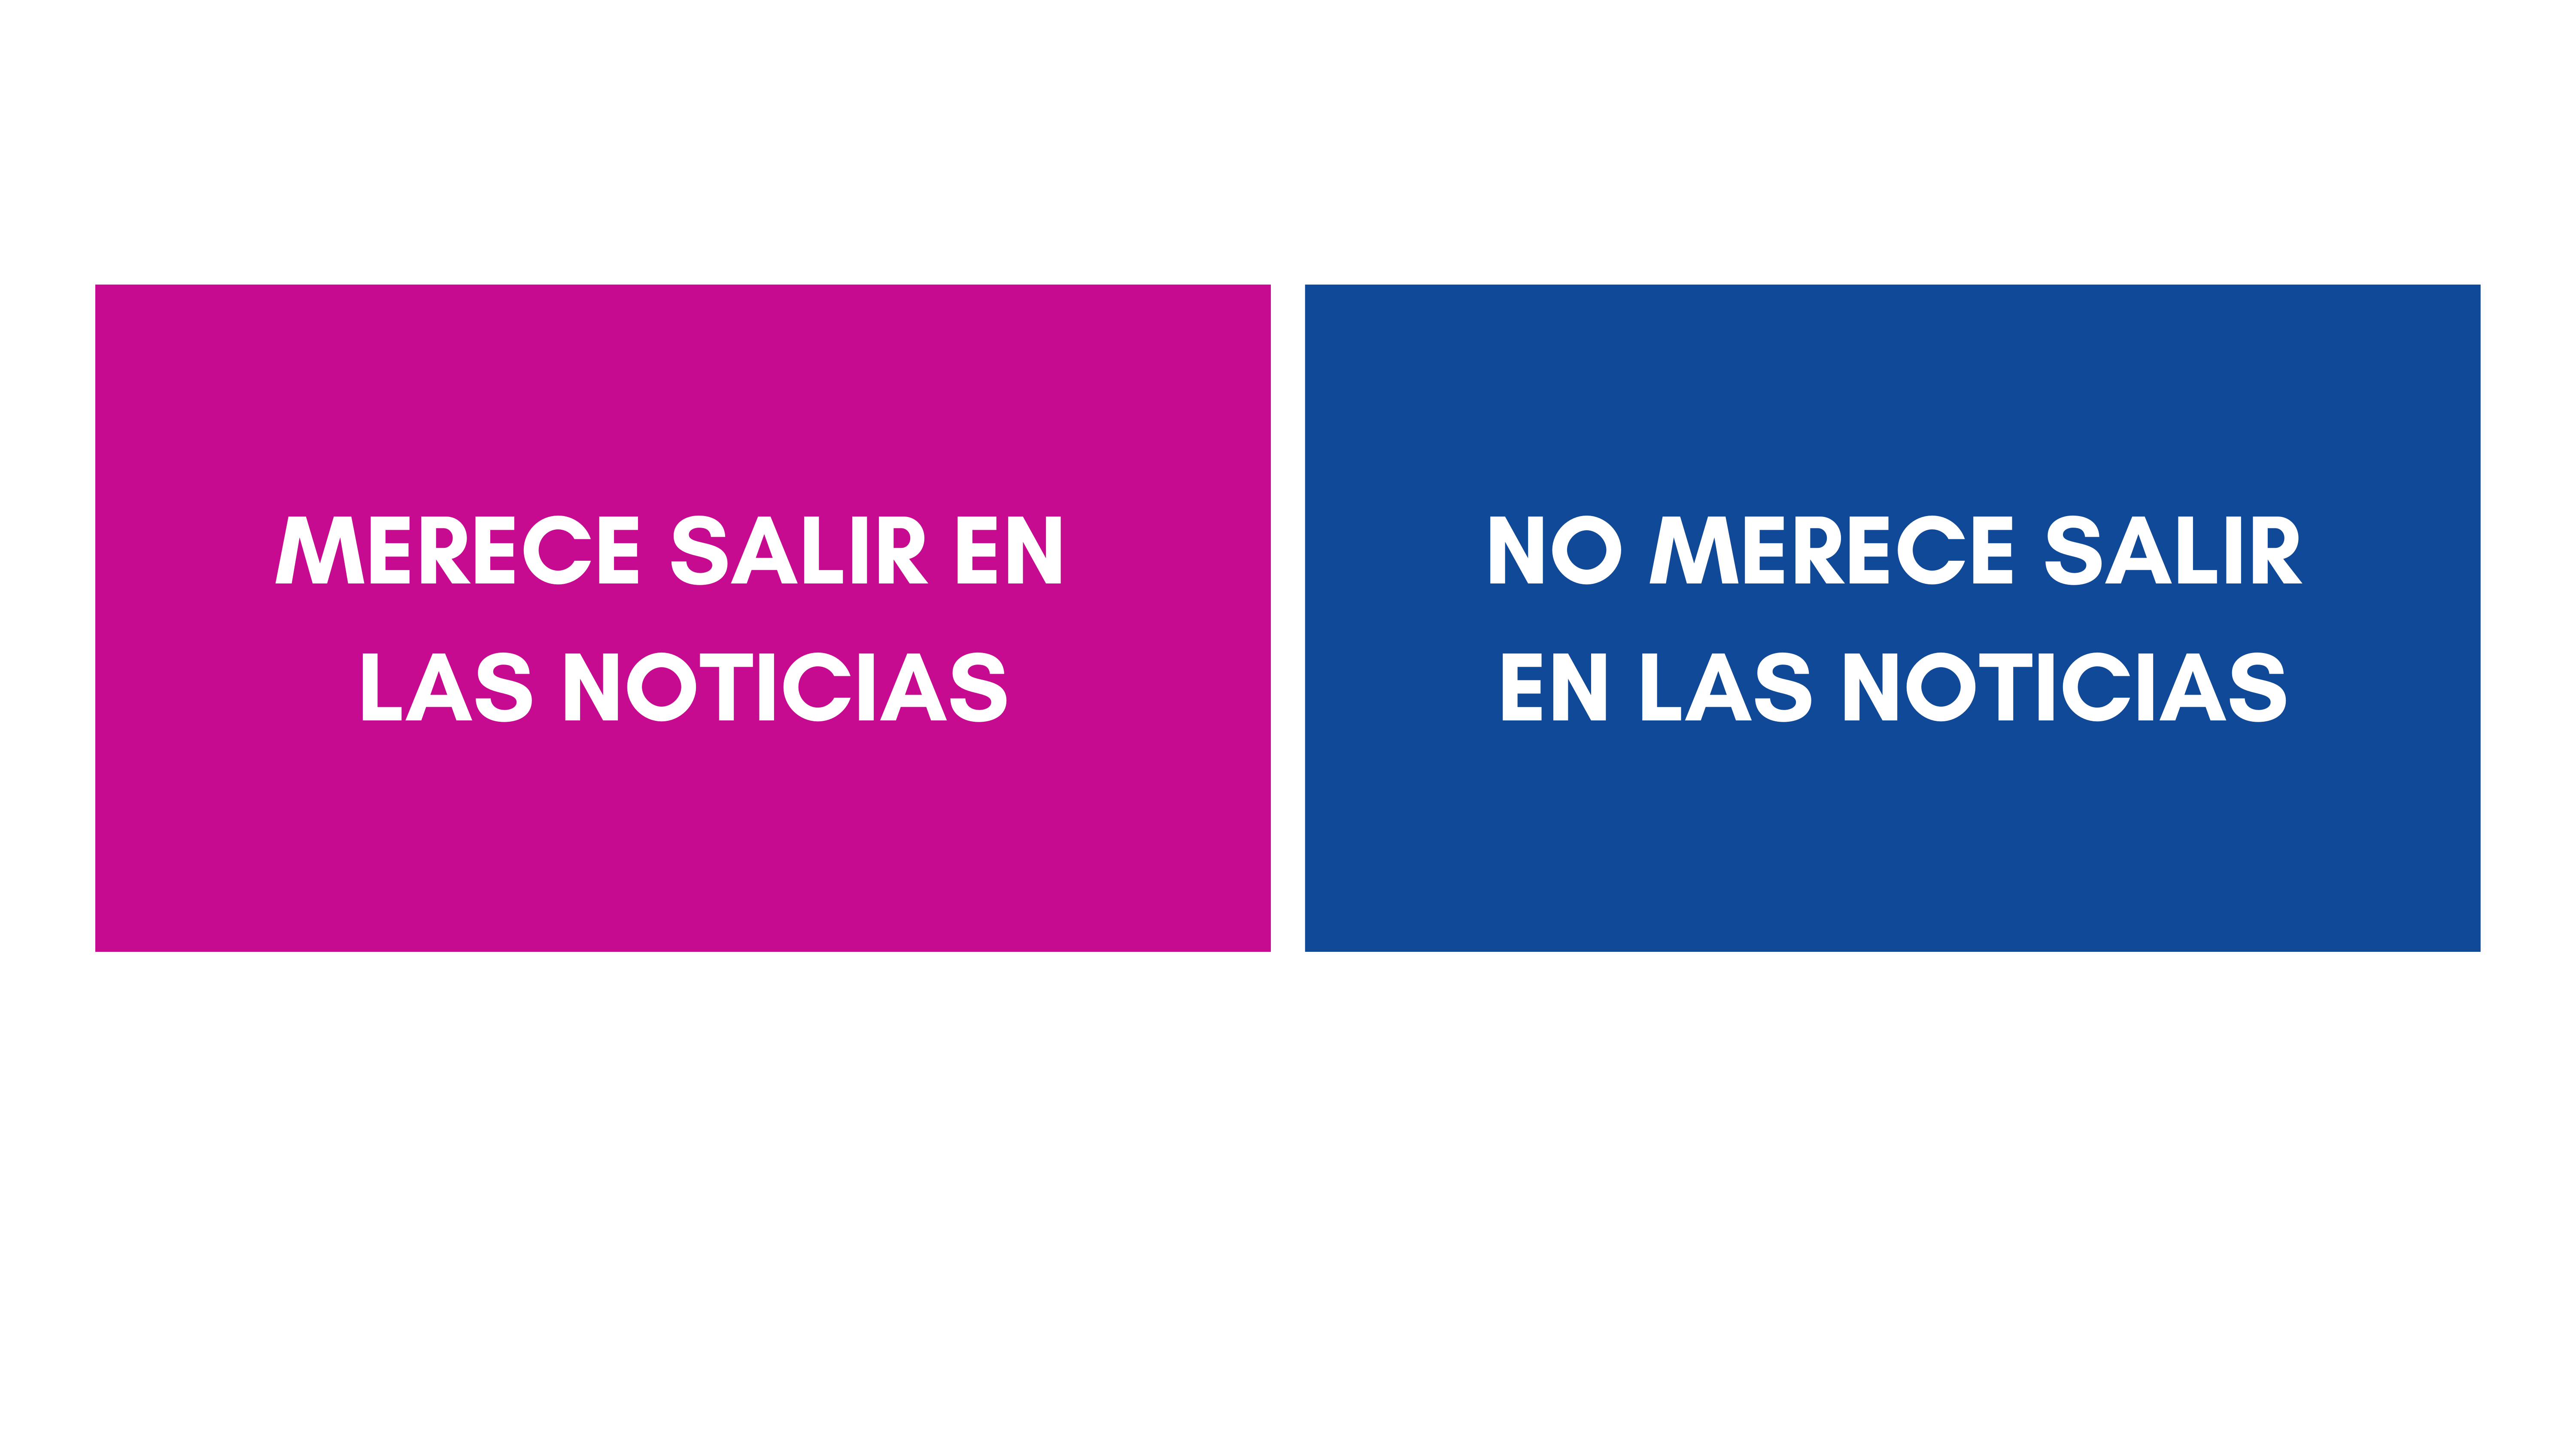 MERECE SALIR EN
LAS NOTICIAS
NO MERECE SALIR
EN LAS NOTICIAS